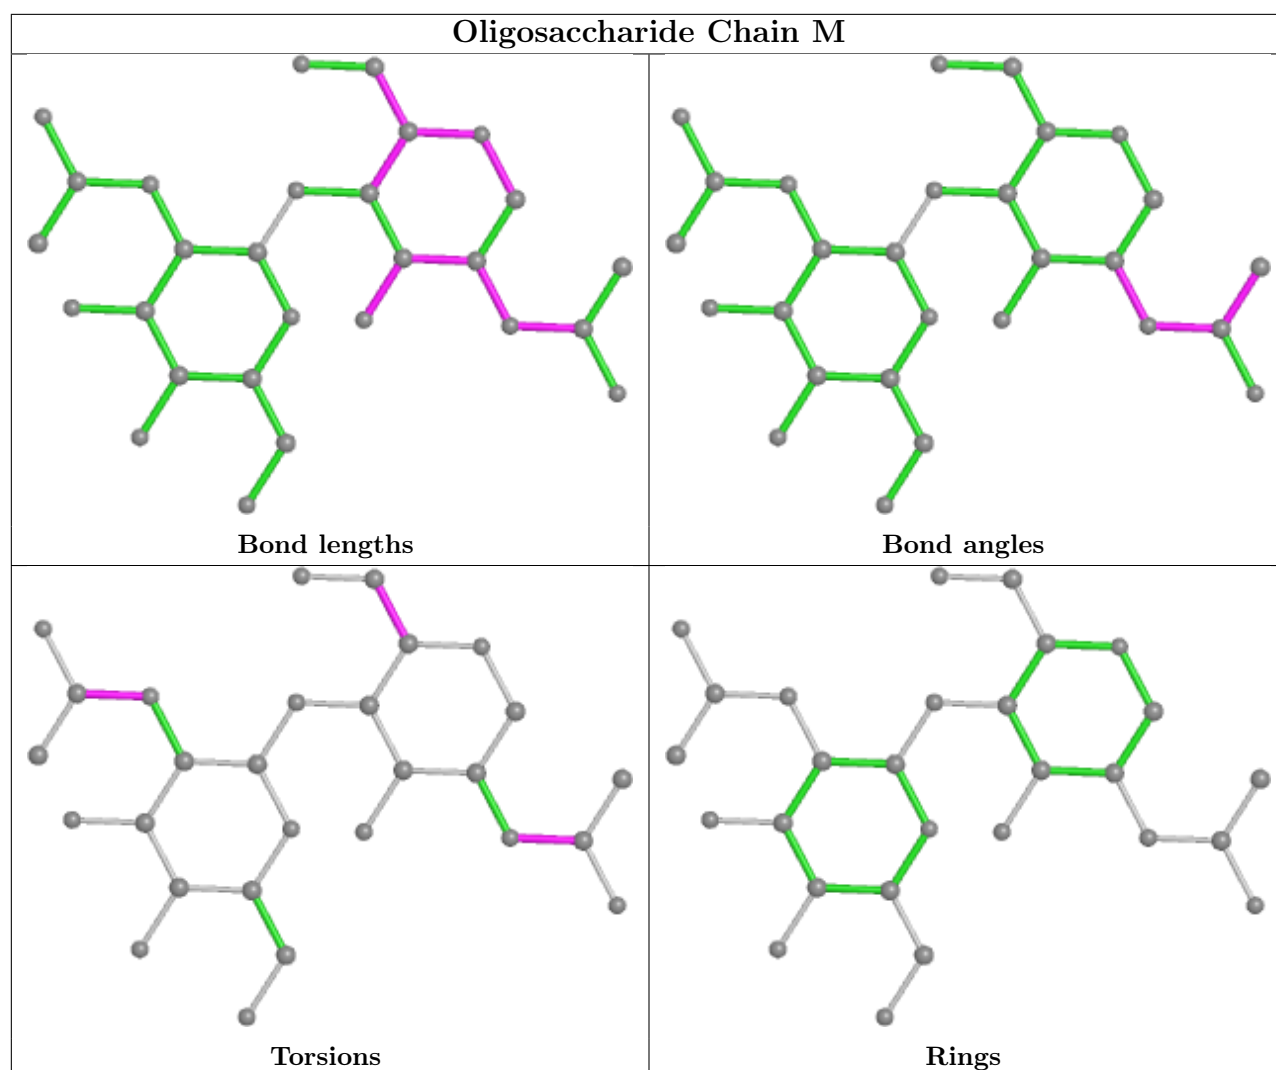 Oligosaccharide Chain M
Bond lengths
Bond angles
Torsions
Rings